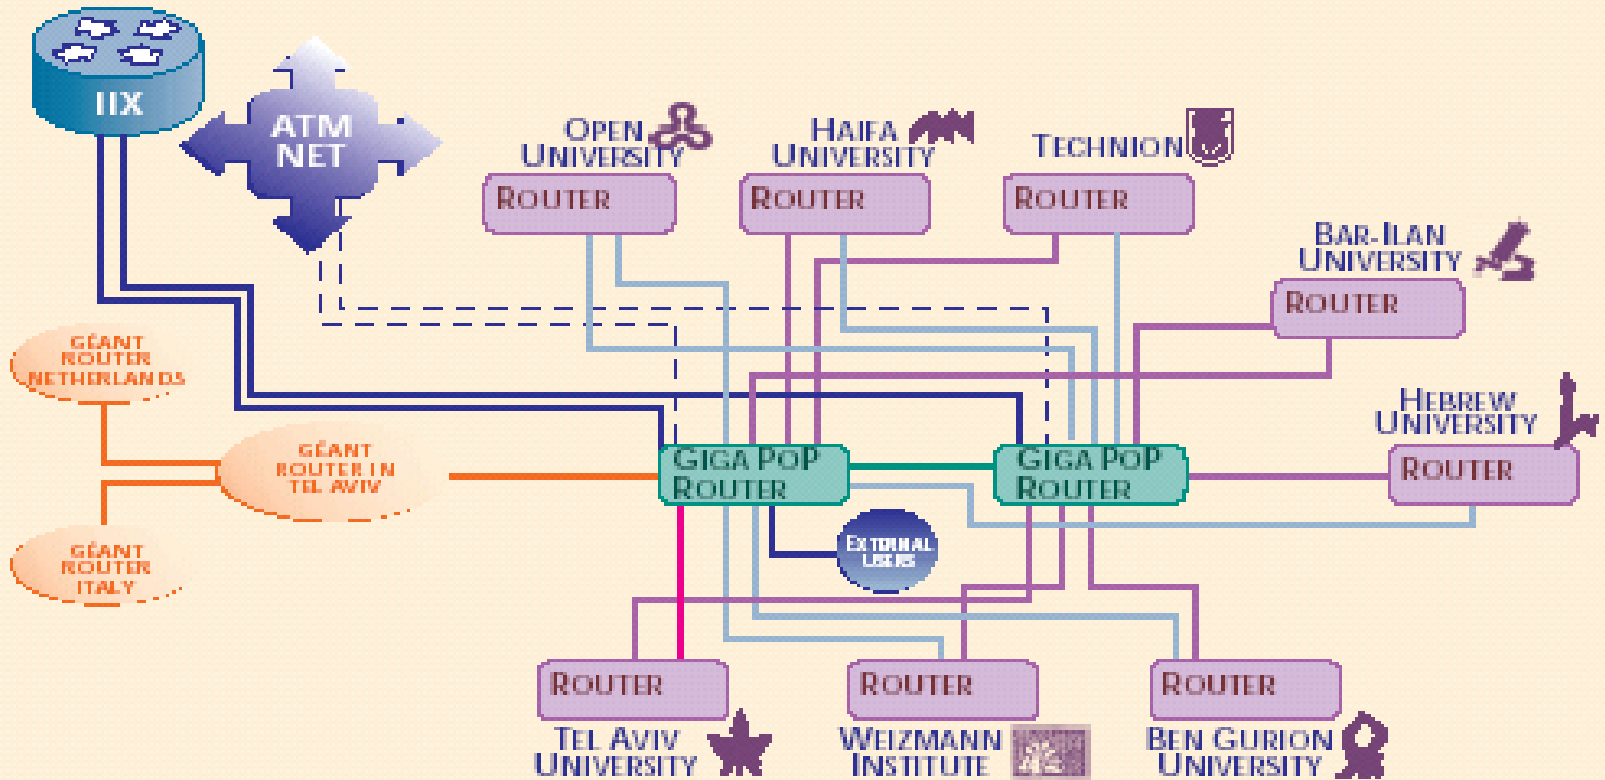 IIX
ATM
NET
OPEN
UNIVERSITY
ROUTER
HAIFA
UNIVERSITY
ROUTER
TECHNION
ROUTER
BAR-ILAN
UNIVERSITY
ROUTER
GÉANT
ROUTER
NETHERLANDS
GÉANT
ROUTER IN
TEL AVIV
GÉANT
ROUTER
ITALY
GIGA POP
ROUTER
GIGA POP
ROUTER
HEBREW
UNIVERSITY
ROUTER
EXTERNAL
USERS
ROUTER
TEL AVIV
UNIVERSITY
ROUTER
WEIZMANN
INSTITUTE
ROUTER
BEN GURION
UNIVERSITY